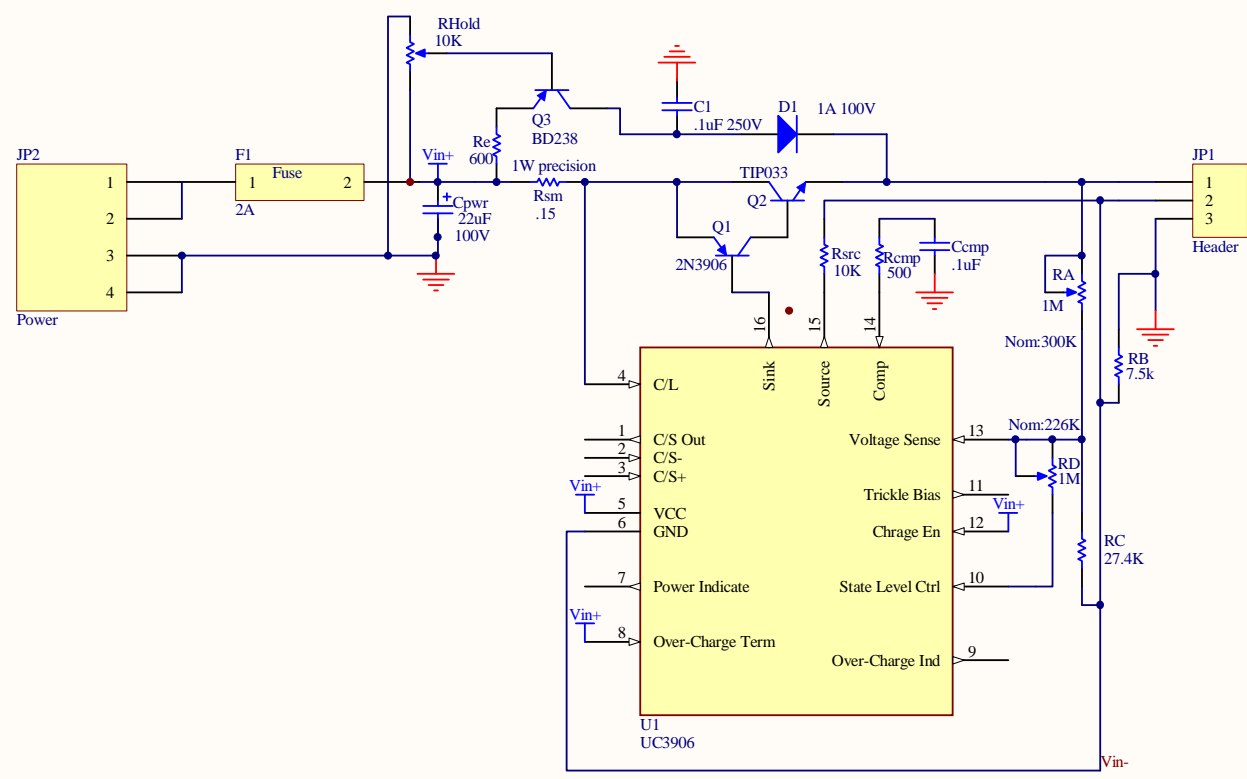 RHold
10K
C1
.1uF 250V
D1
1A 100V
Q3
BD238
JP2
F1
Fuse
Vin+
Re
600
1W precision
Rsm
.15
TIP033
Q2
JP1
1
2
3
4
Power
1
2
2A
Cpwr
22uF
100V
Q1
2N3906
Rsrc
10K
Rcmp
500
Ccmp
.1uF
1
2
3
Header
RA
1M
Nom:300K
RB
7.5k
16
15
14
Sink
Source
Comp
4
C/L
1
C/S Out
2
C/S-
3
C/S+
Vin+
5
VCC
6
GND
7
Power Indicate
Vin+
8
Over-Charge Term
Voltage Sense
13
Nom:226K
RD
1M
Trickle Bias
11
Vin+
Chrage En
12
State Level Ctrl
10
Over-Charge Ind
9
RC
27.4K
U1
UC3906
Vin-